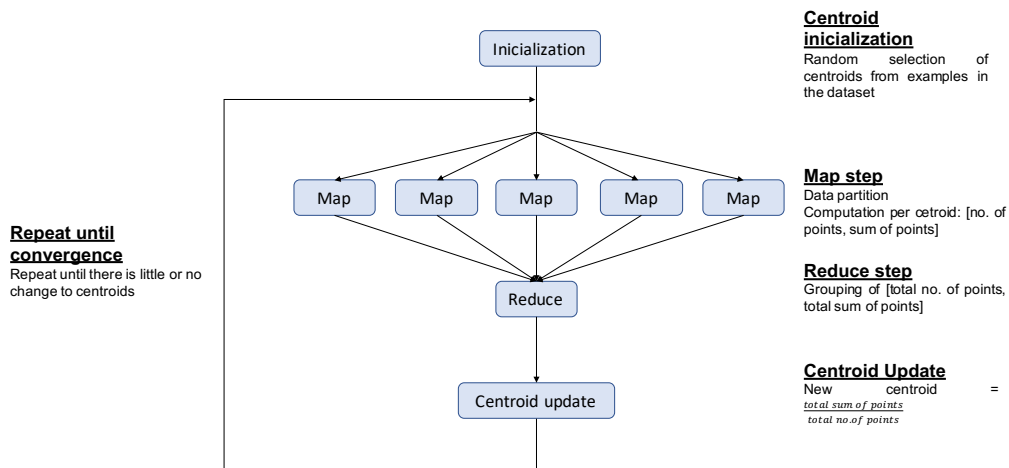 Inicialization
Centroid
inicialization
Random selection of
centroids from examples in
the dataset
Map
Map
Map
Map
Map
Map step
Data partition
Computation per cetroid: [no. of
points, sum of points]
Repeat until
convergence
Repeat until there is little or no
change to centroids
Reduce
Reduce step
Grouping of [total no. of points,
total sum of points]
Centroid update
Centroid Update
New centroid =
total sum of points
total no.of points